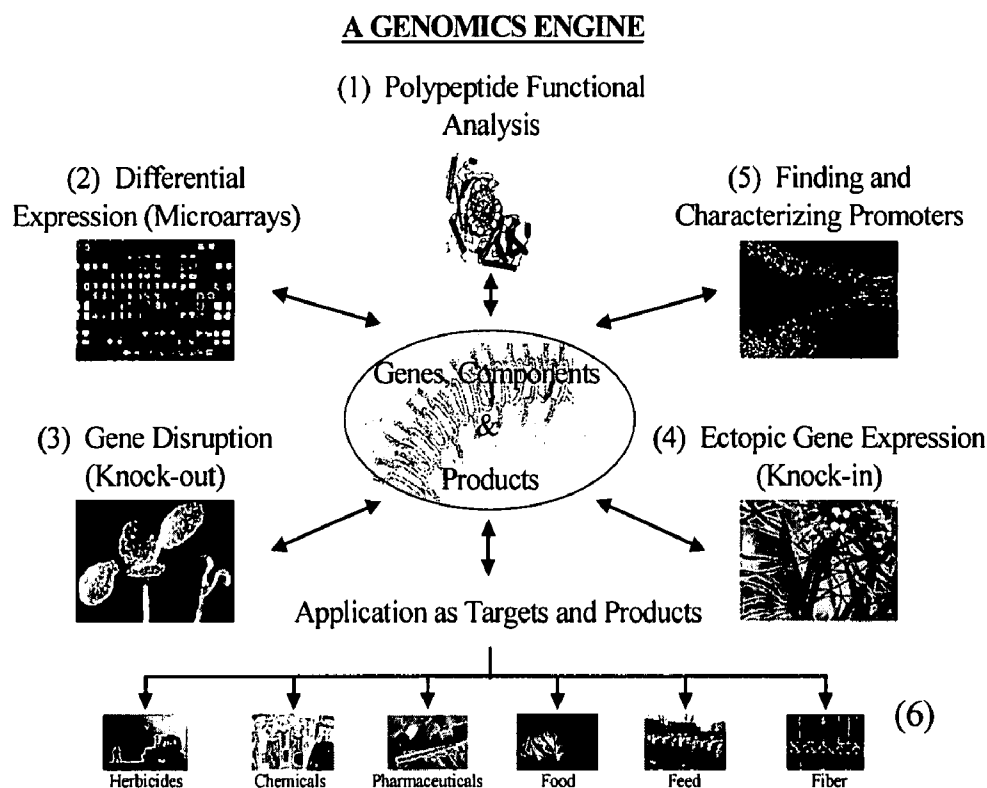 A GENOMICS ENGINE
(1) Polypeptide Functional
Analysis
(2) Differential
Expression (Microarrays)
(5) Finding and
Characterizing Promoters
Genes, Components
&
Products
(3) Gene Disruption
(Knock-out)
(4) Ectopic Gene Expression
(Knock-in)
Application as Targets and Products
(6)
Herbicides
Chemicals
Pharmaceuticals
Food
Feed
Fiber